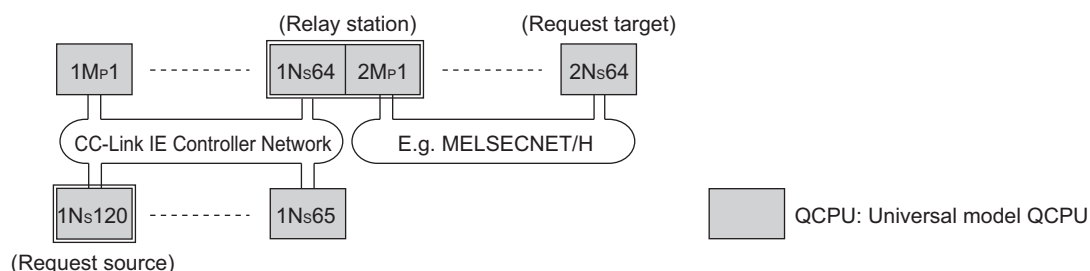 (Relay station) (Request target)
1MP1 1NS64 2MP1 2NS64
CC-Link IE Controller Network E.g. MELSECNET/H
1NS120 1NS65 QCPU: Universal model QCPU
(Request source)